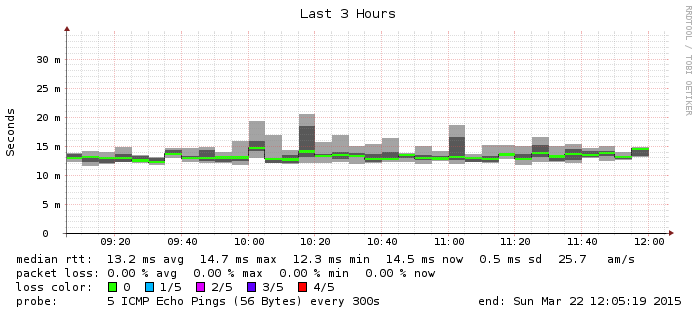 Last 3 Hours
RRDTOOL / TOBI OETIKER
Seconds
30 m
25 m
20 m
15 m
10 m
5 m
0
09:20 09:40 10:00 10:20 10:40 11:00 11:20 11:40 12:00
median rtt: 13.2 ms avg 14.7 ms max 12.3 ms min 14.5 ms now 0.5 ms sd 25.7 am/s
packet loss: 0.00 % avg 0.00 % max 0.00 % min 0.00 % now
loss color: 0 1/5 2/5 3/5 4/5
probe: 5 ICMP Echo Pings (56 Bytes) every 300s end: Sun Mar 22 12:05:19 2015